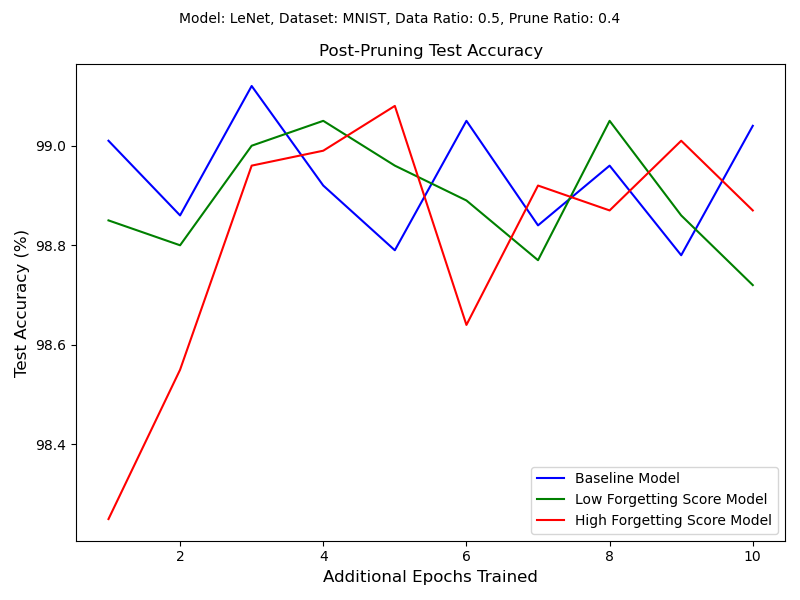 Model: LeNet, Dataset: MNIST, Data Ratio: 0.5, Prune Ratio: 0.4
Post-Pruning Test Accuracy
Test Accuracy (%)
99.0
98.8
98.6
98.4
Baseline Model
Low Forgetting Score Model
High Forgetting Score Model
2 4 6 8 10
Additional Epochs Trained